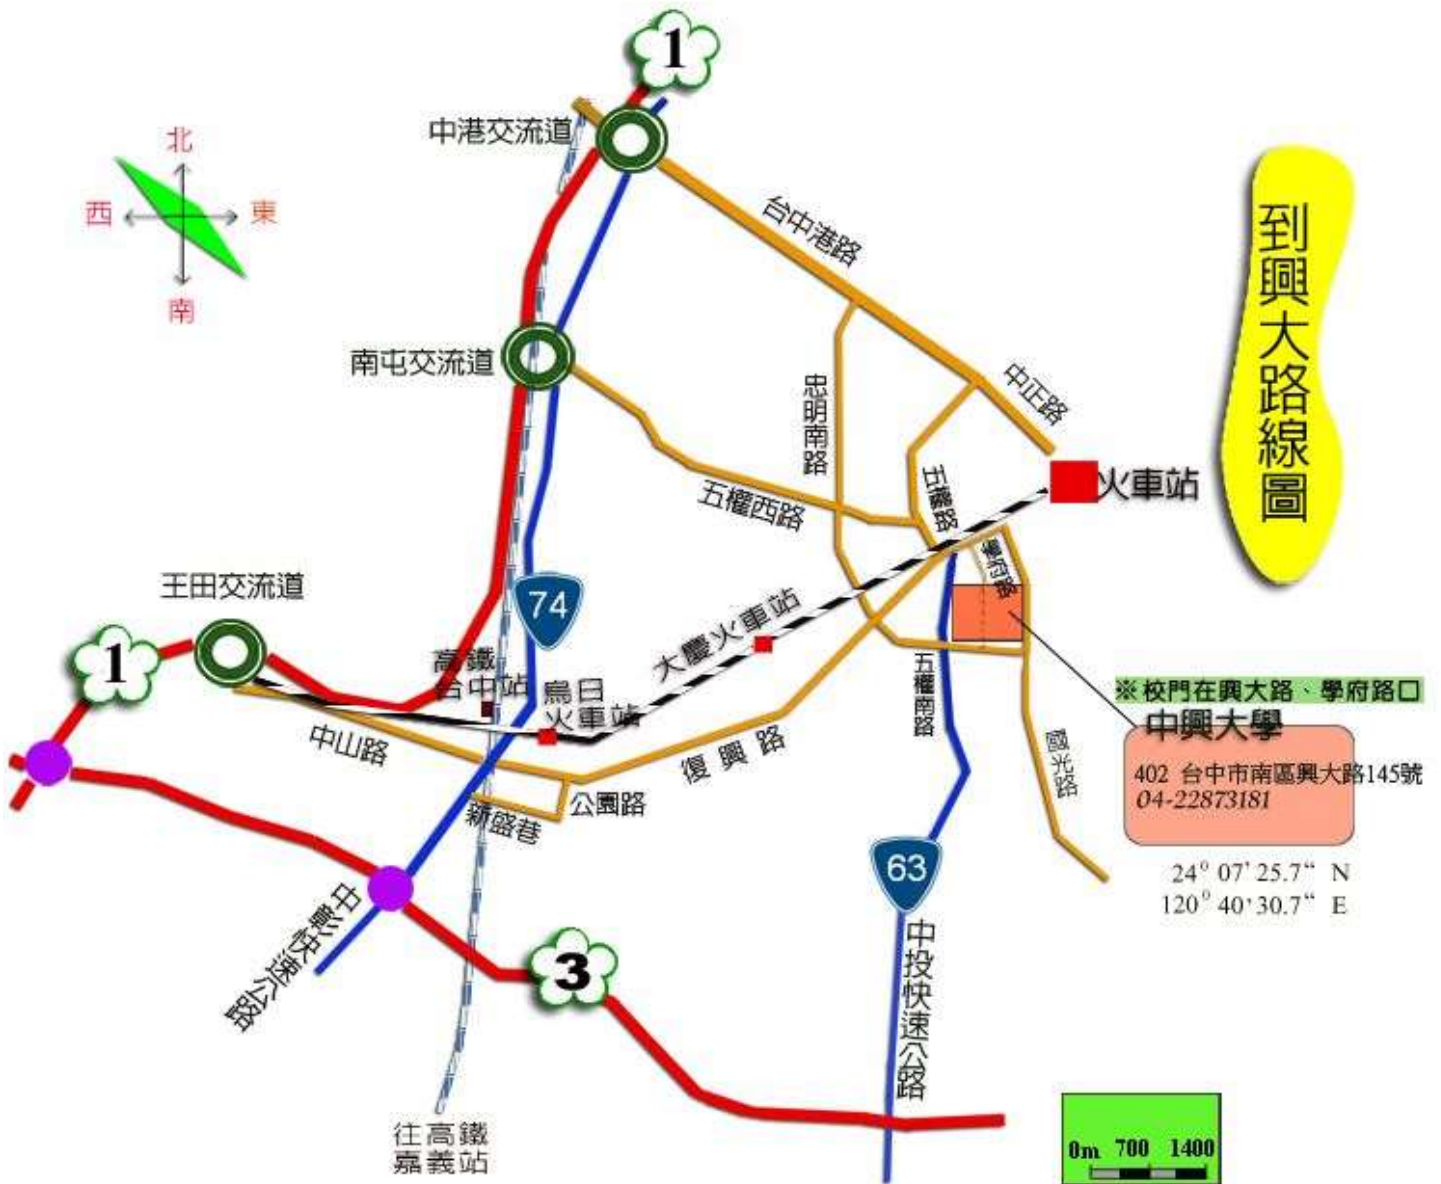 1
中港交流道
北
西
東
南
台中港路
到興大路線圖
南屯交流道
忠明南路
中正路
五權西路
五權路
火車站
學府路
王田交流道
74
大慶火車站
1
高鐵
台中站
烏日
火車站
五權南路
※校門在興大路、學府路口
中興大學
中山路
復興路
國光路
402 台中市南區興大路145號
04-22873181
公園路
新盛巷
63
24° 07' 25.7" N
120° 40' 30.7" E
中彰快速公路
3
中投快速公路
往高鐵
嘉義站
0m 700 1400